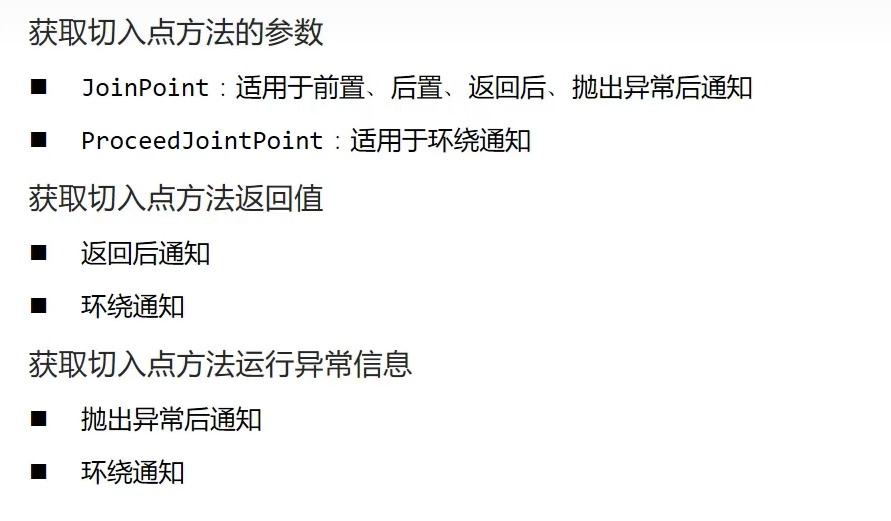 获取切入点方法的参数
■ JoinPoint：适用于前置、后置、返回后、抛出异常后通知
■ ProceedJointPoint：适用于环绕通知
获取切入点方法返回值
■ 返回后通知
■ 环绕通知
获取切入点方法运行异常信息
■ 抛出异常后通知
■ 环绕通知